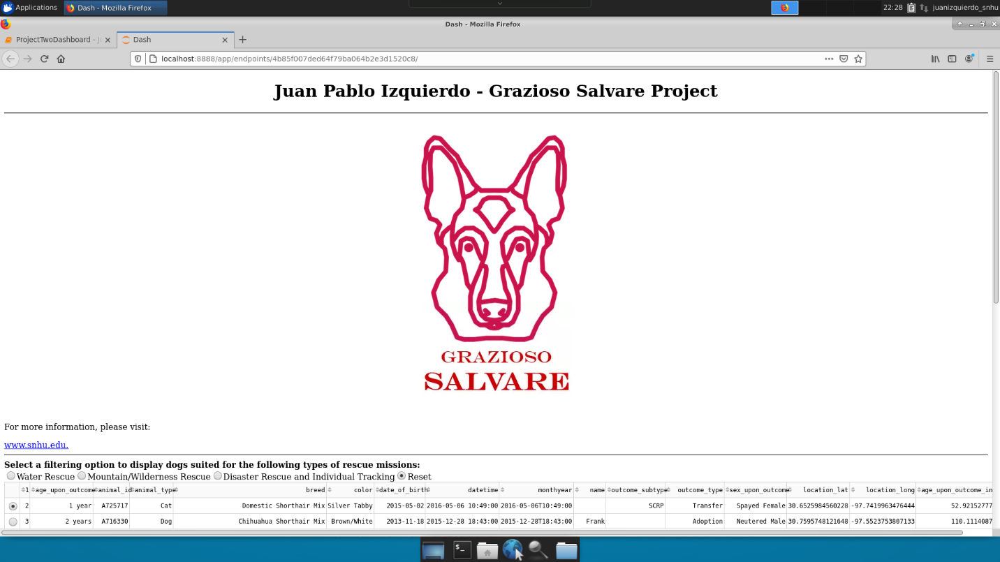 Applications Dash - Mozilla Firefox 22:28 juanizquierdo_snhu
Dash - Mozilla Firefox
ProjectTwoDashboard - Dash
localhost:8888/app/endpoints/4b85f007ded64f79ba064b2e3d1520c8/
Juan Pablo Izquierdo - Grazioso Salvare Project
GRAZIOSO
SALVARE
For more information, please visit:
www.snhu.edu.
Select a filtering option to display dogs suited for the following types of rescue missions:
Water Rescue Mountain/Wilderness Rescue Disaster Rescue and Individual Tracking Reset
1 age_upon_outcome animal_id animal_type breed color date_of_birth datetime monthyear name outcome_subtype outcome_type sex_upon_outcome location_lat location_long age_upon_outcome_in
2 1 year A725717 Cat Domestic Shorthair Mix Silver Tabby 2015-05-02 2016-05-06 10:49:00 2016-05-06T10:49:00 SCRP Transfer Spayed Female 30.6525984560228 -97.7419963476444 52.92152777
3 2 years A716330 Dog Chihuahua Shorthair Mix Brown/White 2013-11-18 2015-12-28 18:43:00 2015-12-28T18:43:00 Frank Adoption Neutered Male 30.7595748121648 -97.5523753807133 110.1114087
$_